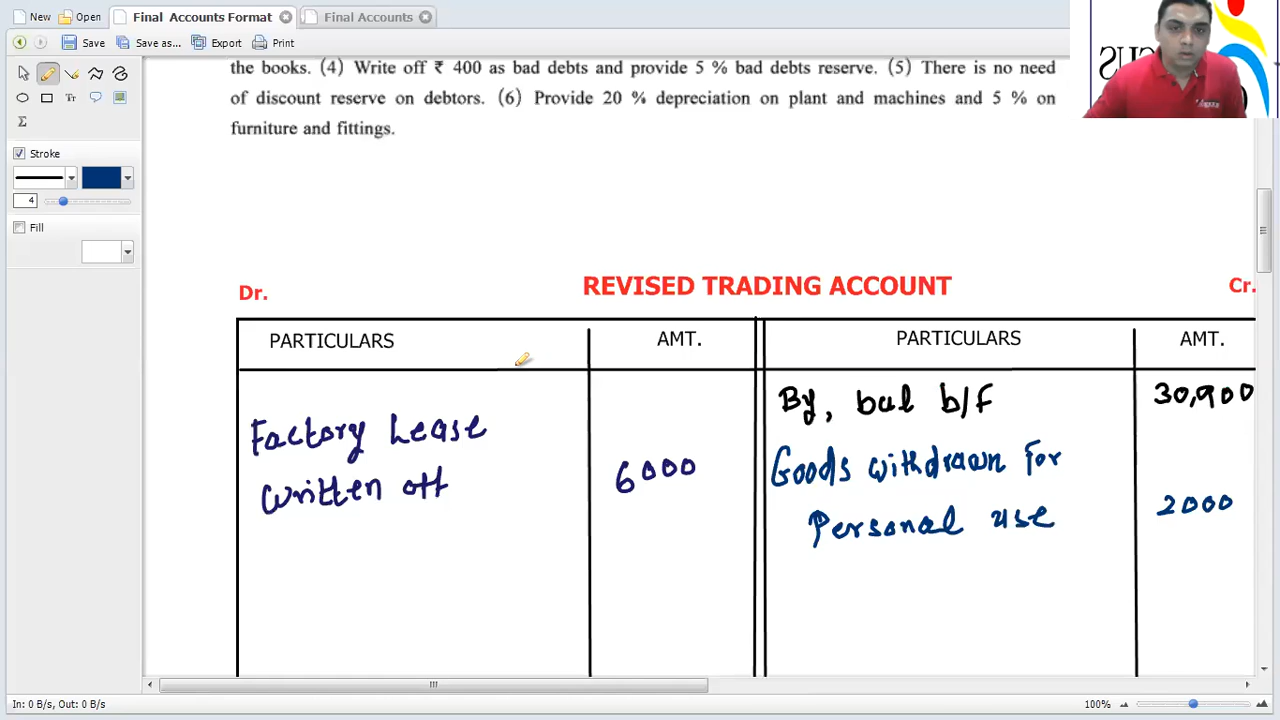 New Open Final Accounts Format Final Accounts
Save Save as... Export Print
the books. (4) Write off ₹ 400 as bad debts and provide 5 % bad debts reserve. (5) There is no need
of discount reserve on debtors. (6) Provide 20 % depreciation on plant and machines and 5 % on
furniture and fittings.
Tr
Σ
Stroke
4
Fill
Dr. REVISED TRADING ACCOUNT Cr.
PARTICULARS AMT. PARTICULARS AMT.
By, bal b/F 30,900
Factory Lease
Written off 6000
Goods withdrawn For
Personal use 2000
In: 0 B/s, Out: 0 B/s 100%